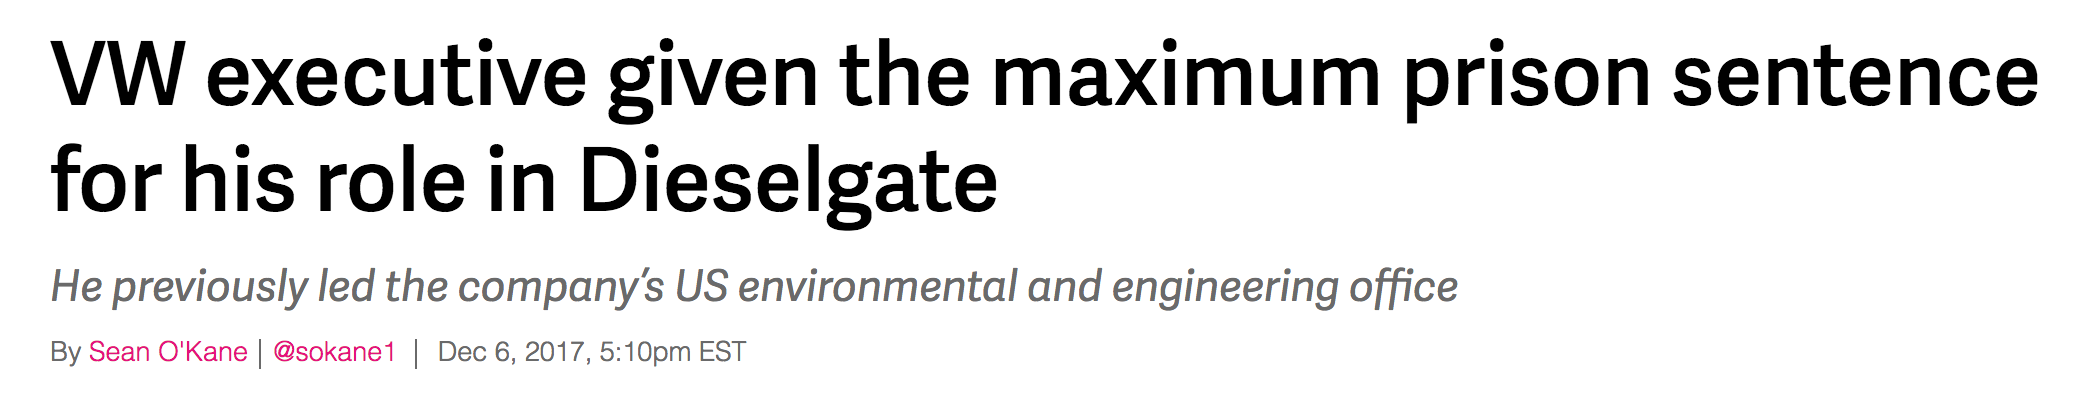 VW executive given the maximum prison sentence
for his role in Dieselgate
He previously led the company’s US environmental and engineering office
By Sean O'Kane | @sokane1 | Dec 6, 2017, 5:10pm EST